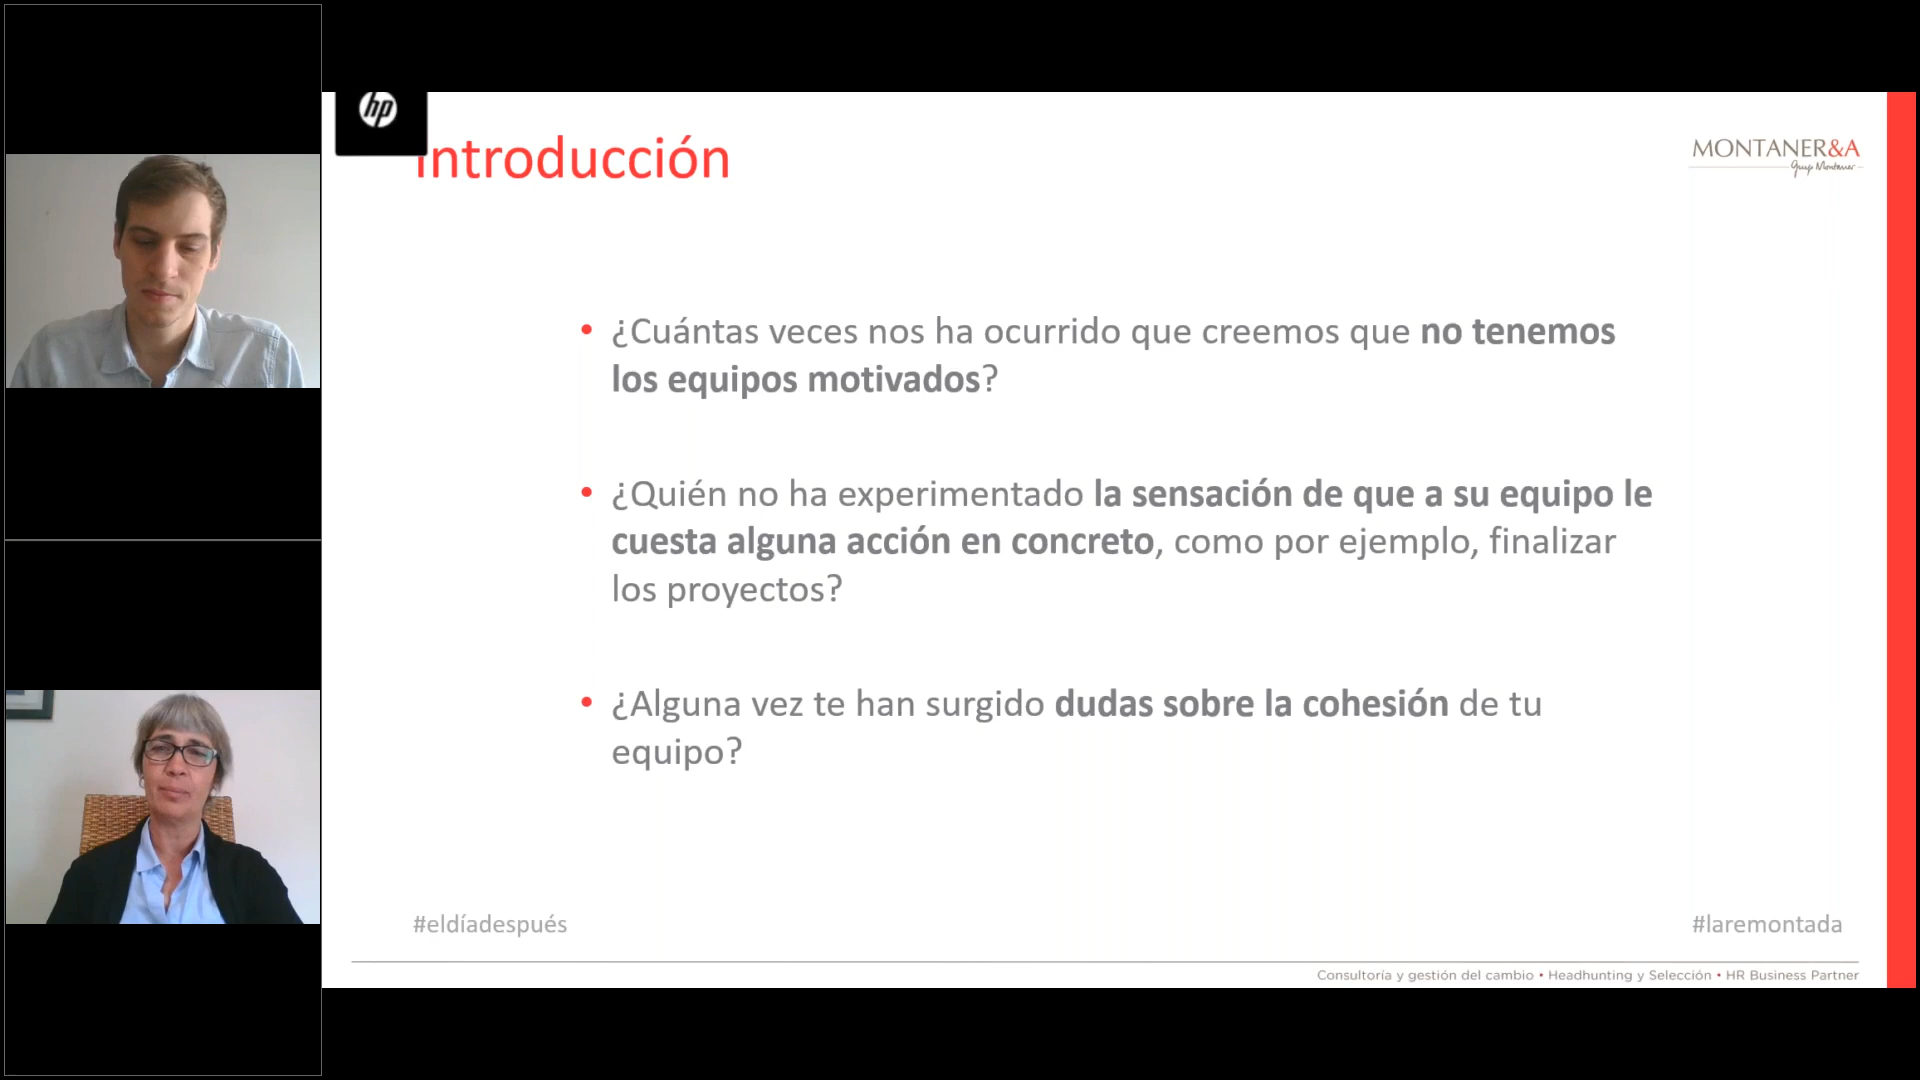 hp
Introducción
MONTANER&A
Grup Montaner
• ¿Cuántas veces nos ha ocurrido que creemos que no tenemos
los equipos motivados?
• ¿Quién no ha experimentado la sensación de que a su equipo le
cuesta alguna acción en concreto, como por ejemplo, finalizar
los proyectos?
• ¿Alguna vez te han surgido dudas sobre la cohesión de tu
equipo?
#eldíadespués
#laremontada
Consultoría y gestión del cambio • Headhunting y Selección • HR Business Partner